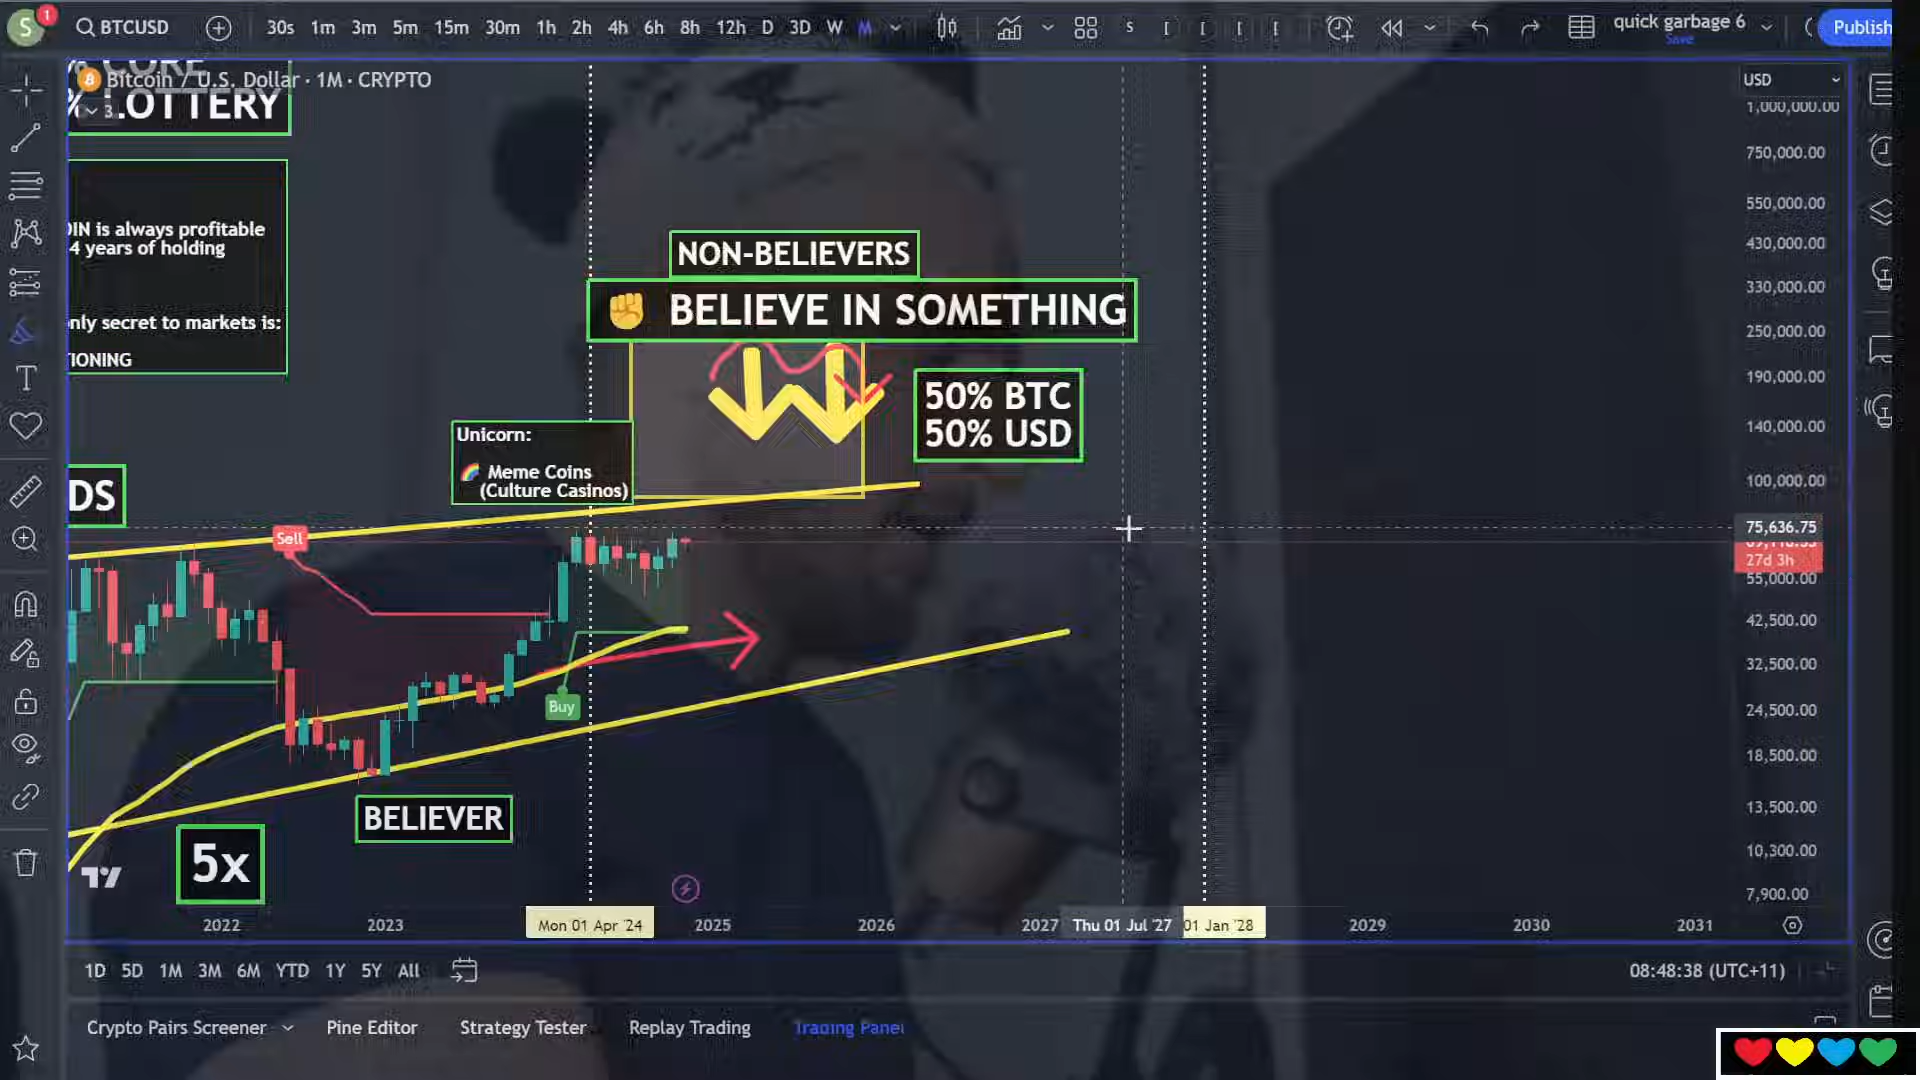 S
1
BTCUSD
30s 1m 3m 5m 15m 30m 1h 2h 4h 6h 8h 12h D 3D W M
S
quick garbage 6
Save
Publish
CORE
% LOTTERY
Bitcoin / U.S. Dollar · 1M · CRYPTO
3
USD
1,000,000.00
750,000.00
550,000.00
430,000.00
330,000.00
250,000.00
190,000.00
140,000.00
100,000.00
75,636.75
27d 3h
55,000.00
42,500.00
32,500.00
24,500.00
18,500.00
13,500.00
10,300.00
7,900.00
OIN is always profitable
4 years of holding
only secret to markets is:
TIONING
NON-BELIEVERS
BELIEVE IN SOMETHING
50% BTC
50% USD
Unicorn:
Meme Coins
(Culture Casinos)
DS
Sell
Buy
BELIEVER
5x
2022 2023 Mon 01 Apr '24 2025 2026 2027 Thu 01 Jul '27 01 Jan '28 2029 2030 2031
1D 5D 1M 3M 6M YTD 1Y 5Y All
08:48:38 (UTC+11)
Crypto Pairs Screener Pine Editor Strategy Tester Replay Trading Trading Panel